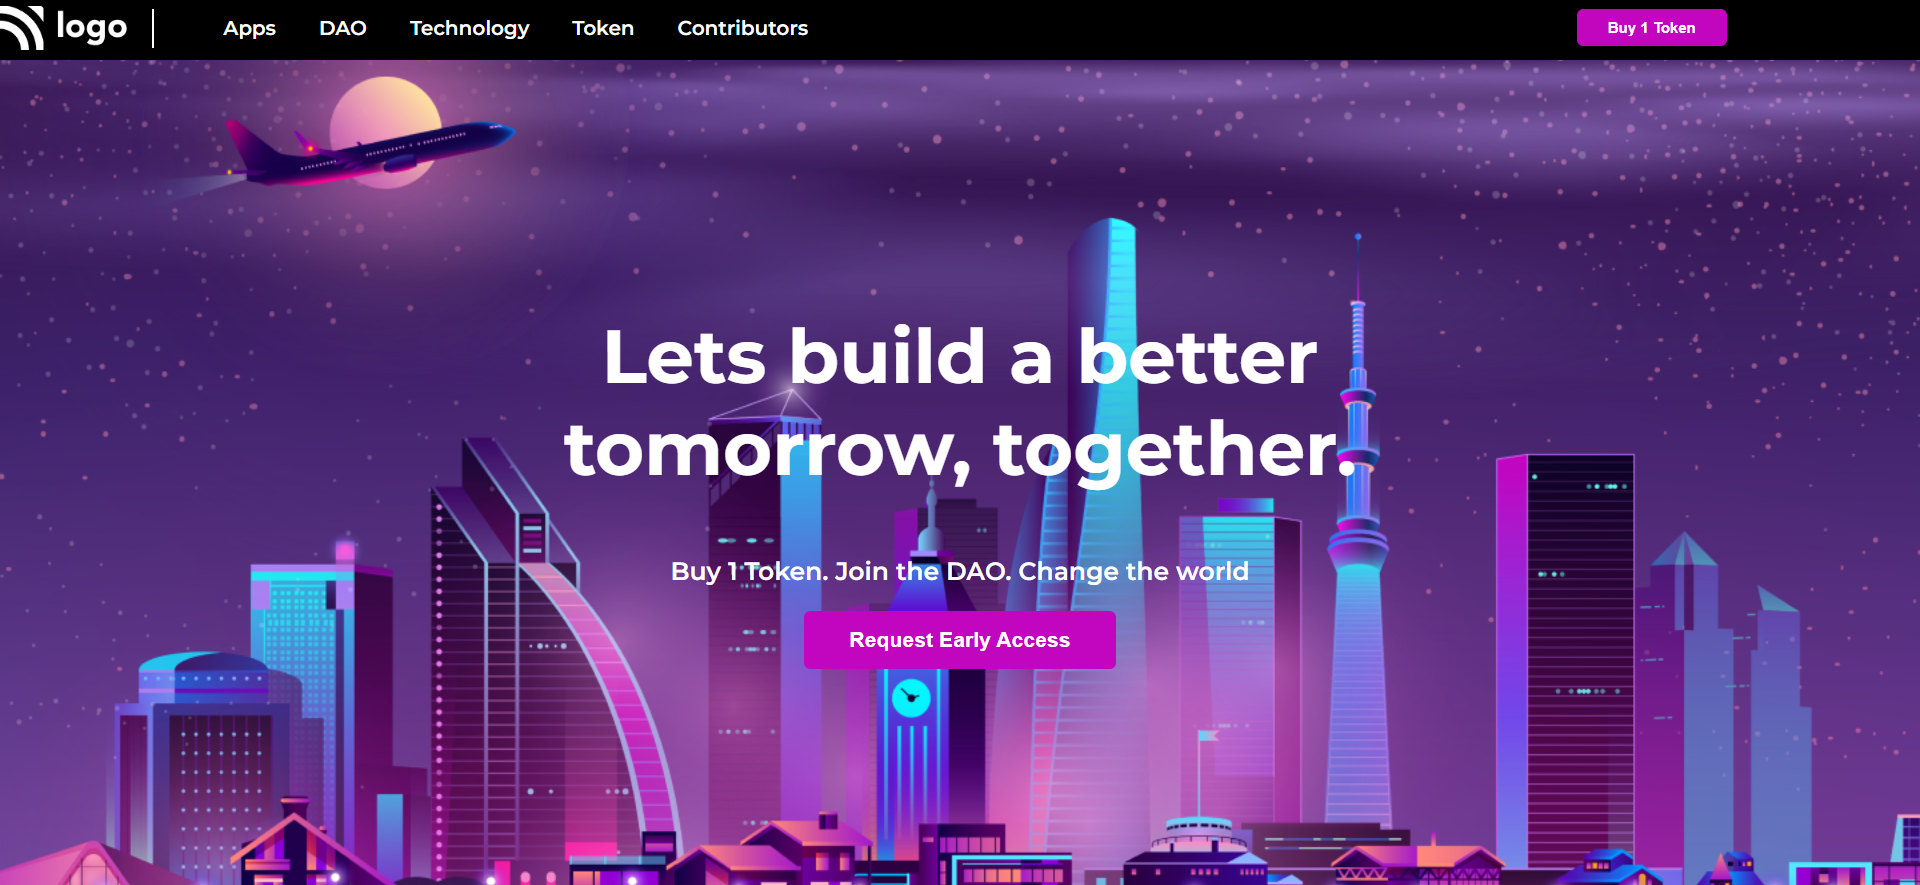 logo
Apps
DAO
Technology
Token
Contributors
Buy 1 Token
Lets build a better
tomorrow, together.
Buy 1 Token. Join the DAO. Change the world
Request Early Access